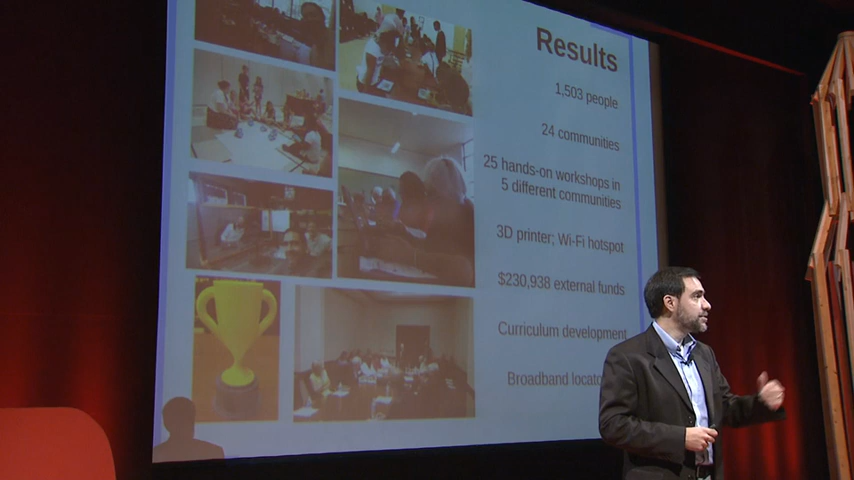 Results
1,503 people
24 communities
25 hands-on workshops in
5 different communities
3D printer; Wi-Fi hotspot
$230,938 external funds
Curriculum development
Broadband